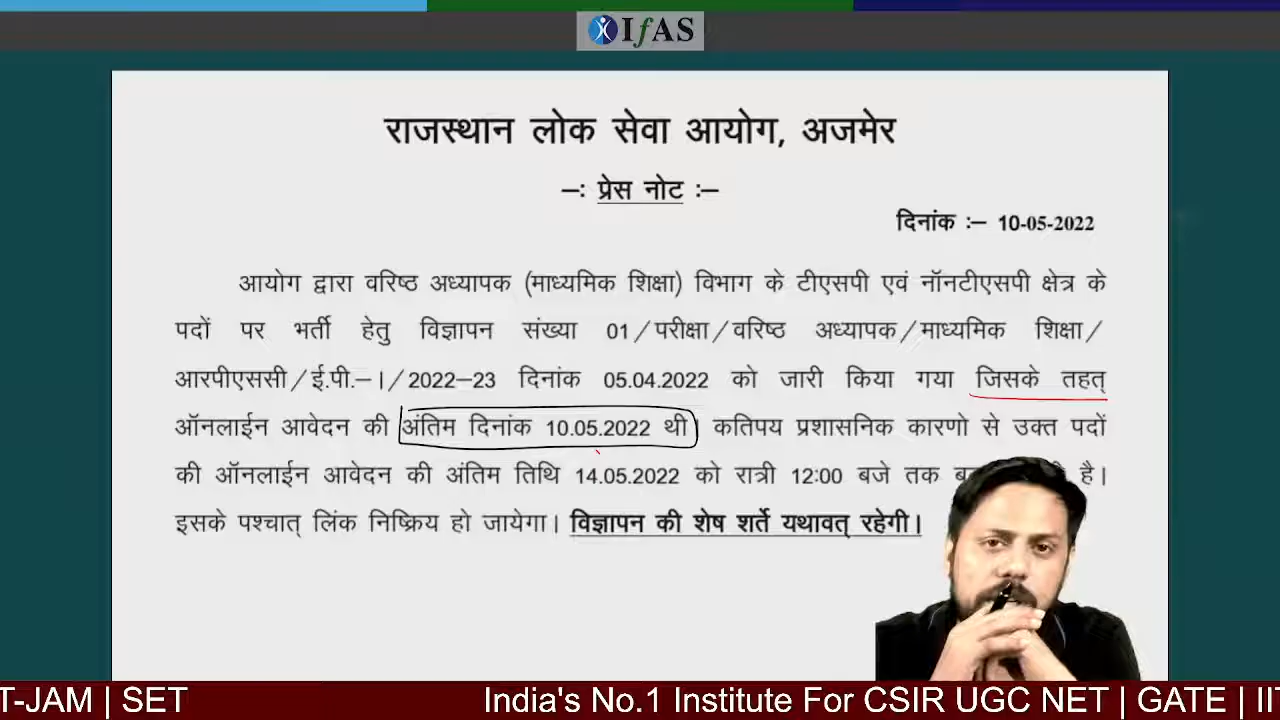 IfAS
राजस्थान लोक सेवा आयोग, अजमेर
–: प्रेस नोट :–
दिनांक :– 10-05-2022
आयोग द्वारा वरिष्ठ अध्यापक (माध्यमिक शिक्षा) विभाग के टीएसपी एवं नॉनटीएसपी क्षेत्र के
पदों पर भर्ती हेतु विज्ञापन संख्या 01/परीक्षा/वरिष्ठ अध्यापक/माध्यमिक शिक्षा/
आरपीएससी/ई.पी.–।/2022–23 दिनांक 05.04.2022 को जारी किया गया जिसके तहत्
ऑनलाईन आवेदन की अंतिम दिनांक 10.05.2022 थी। कतिपय प्रशासनिक कारणो से उक्त पदों
की ऑनलाईन आवेदन की अंतिम तिथि 14.05.2022 को रात्री 12:00 बजे तक है।
इसके पश्चात् लिंक निष्क्रिय हो जायेगा। विज्ञापन की शेष शर्ते यथावत् रहेगी।
T-JAM | SET India's No.1 Institute For CSIR UGC NET | GATE | II